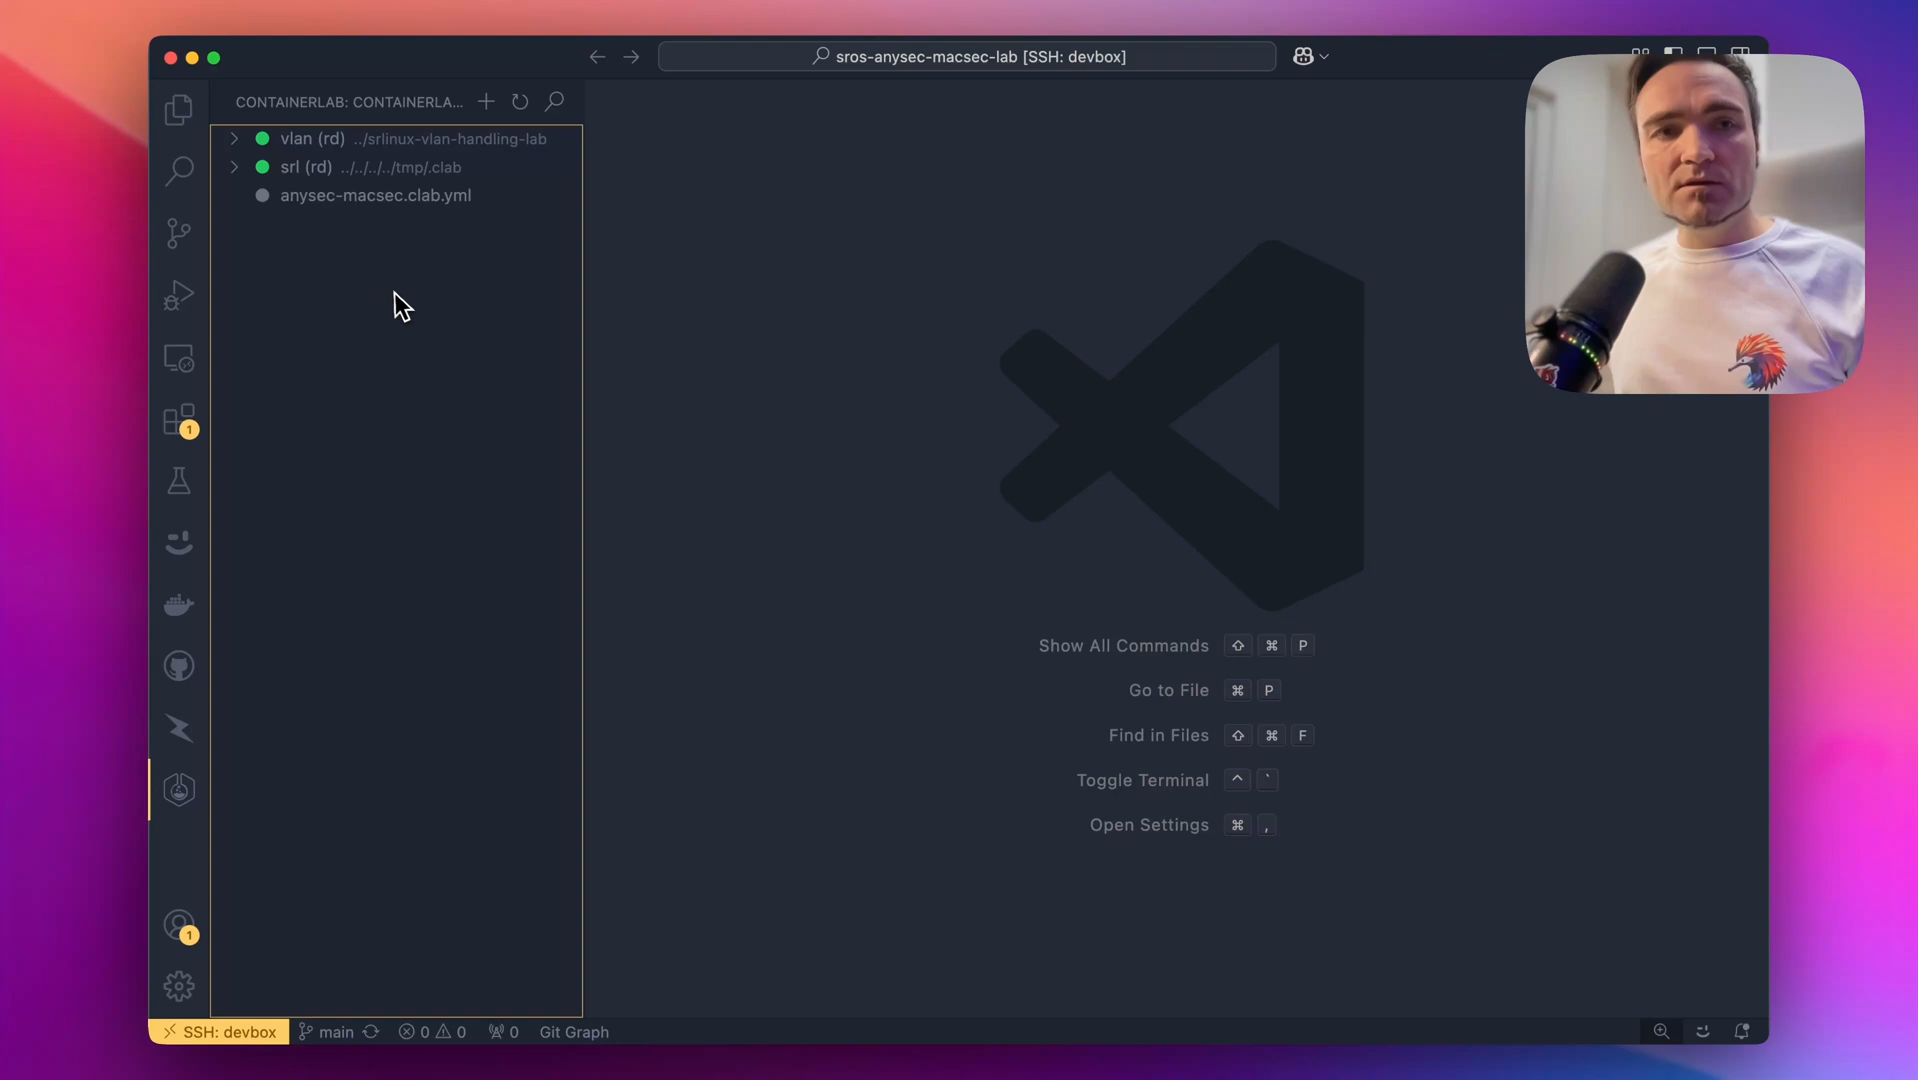 sros-anysec-macsec-lab [SSH: devbox]
CONTAINERLAB: CONTAINERLA...
vlan (rd) ../srlinux-vlan-handling-lab
srl (rd) ../../../../tmp/.clab
anysec-macsec.clab.yml
1
Show All Commands ⇧ ⌘ P
Go to File ⌘ P
Find in Files ⇧ ⌘ F
Toggle Terminal ^ `
Open Settings ⌘ ,
1
SSH: devbox main 0 0 0 Git Graph